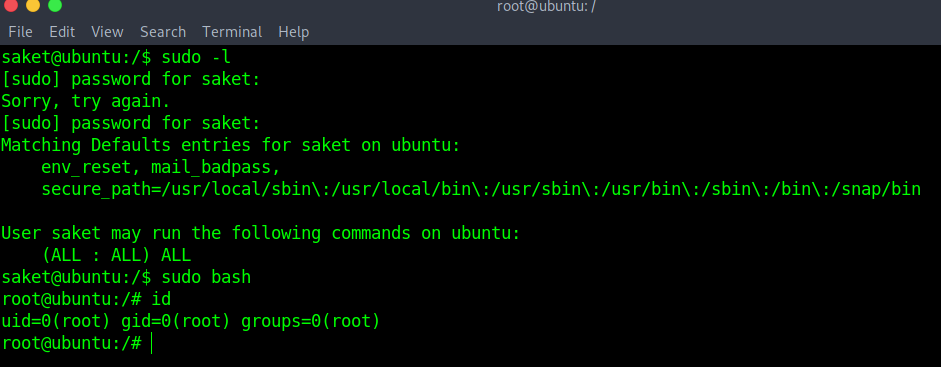 root@ubuntu: /
File Edit View Search Terminal Help
saket@ubuntu:/$ sudo -l
[sudo] password for saket:
Sorry, try again.
[sudo] password for saket:
Matching Defaults entries for saket on ubuntu:
    env_reset, mail_badpass,
    secure_path=/usr/local/sbin\:/usr/local/bin\:/usr/sbin\:/usr/bin\:/sbin\:/bin\:/snap/bin

User saket may run the following commands on ubuntu:
    (ALL : ALL) ALL
saket@ubuntu:/$ sudo bash
root@ubuntu:/# id
uid=0(root) gid=0(root) groups=0(root)
root@ubuntu:/#